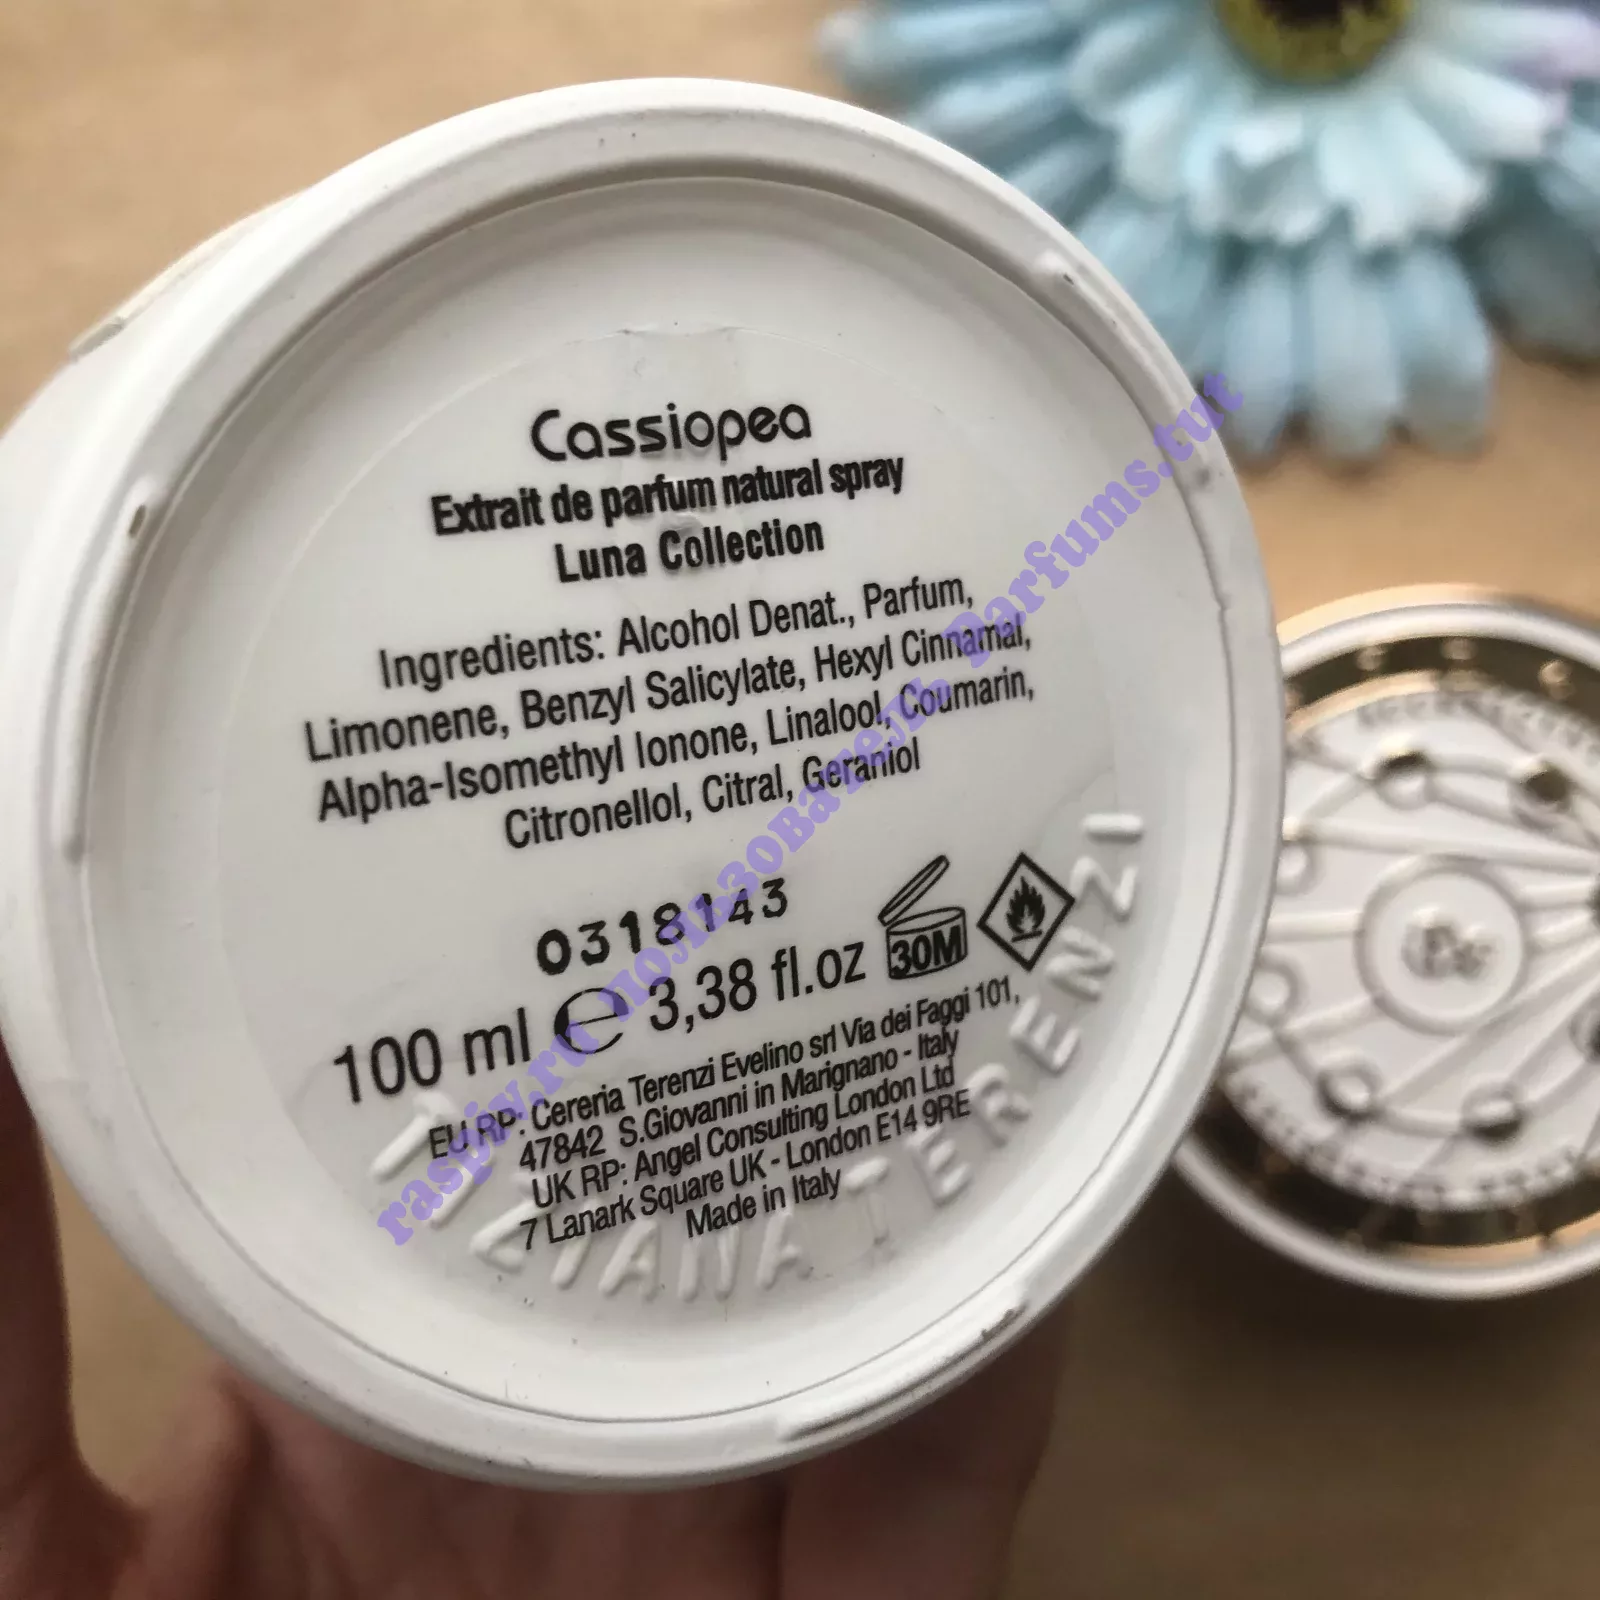 Cassiopea
Extrait de parfum natural spray
Luna Collection
Ingredients: Alcohol Denat., Parfum,
Limonene, Benzyl Salicylate, Hexyl Cinnamal,
Alpha-Isomethyl Ionone, Linalool, Coumarin,
Citronellol, Citral, Geraniol
0318143
100 ml e 3,38 fl.oz
30M
EU RP: Cereria Terenzi Evelino srl Via dei Faggi 101,
47842 S.Giovanni in Marignano - Italy
UK RP: Angel Consulting London Ltd
7 Lanark Square UK - London E14 9RE
Made in Italy
TIZIANA TERENZI
raspiv.ru пользователь Parfums.tut